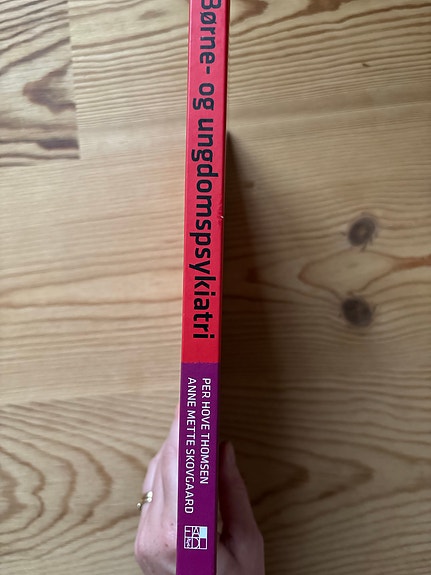 Børne- og ungdomspsykiatri
PER HOVE THOMSEN
ANNE METTE SKOVGAARD